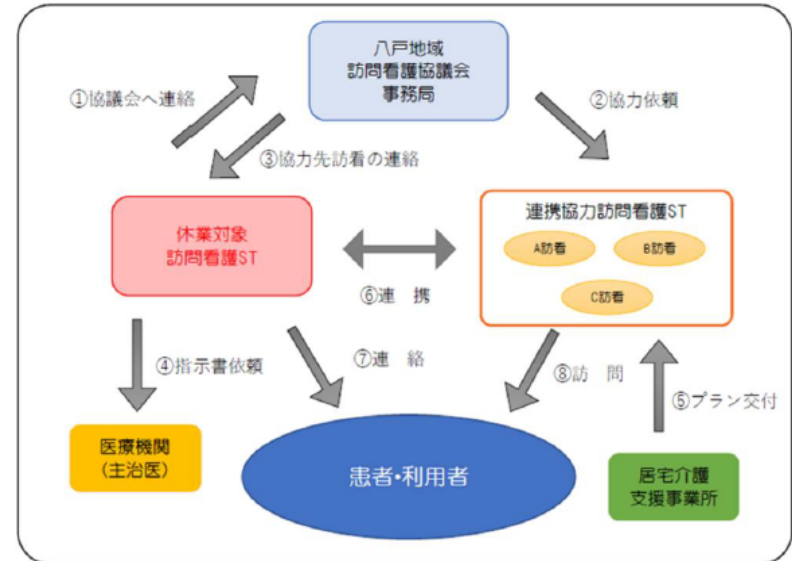 八戸地域
訪問看護協議会
事務局
①協議会へ連絡
②協力依頼
③協力先訪看の連絡
休業対象
訪問看護ST
連携協力訪問看護ST
A訪看
B訪看
C訪看
⑥連　携
④指示書依頼
⑦連　絡
⑧訪　問
⑤プラン交付
医療機関
（主治医）
患者・利用者
居宅介護
支援事業所